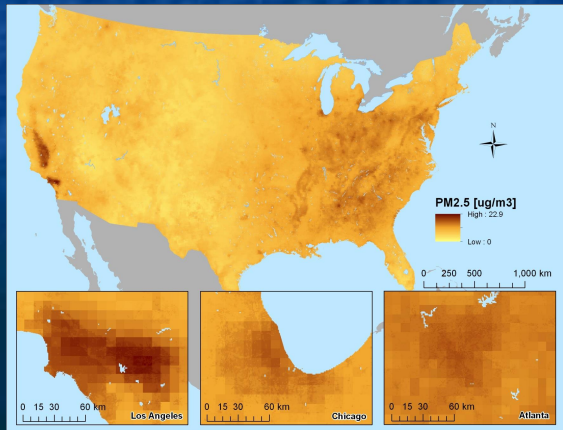 N
PM2.5 [ug/m3]
High : 22.9
Low : 0
0 250 500 1,000 km
0 15 30 60 km
Los Angeles
0 15 30 60 km
Chicago
0 15 30 60 km
Atlanta